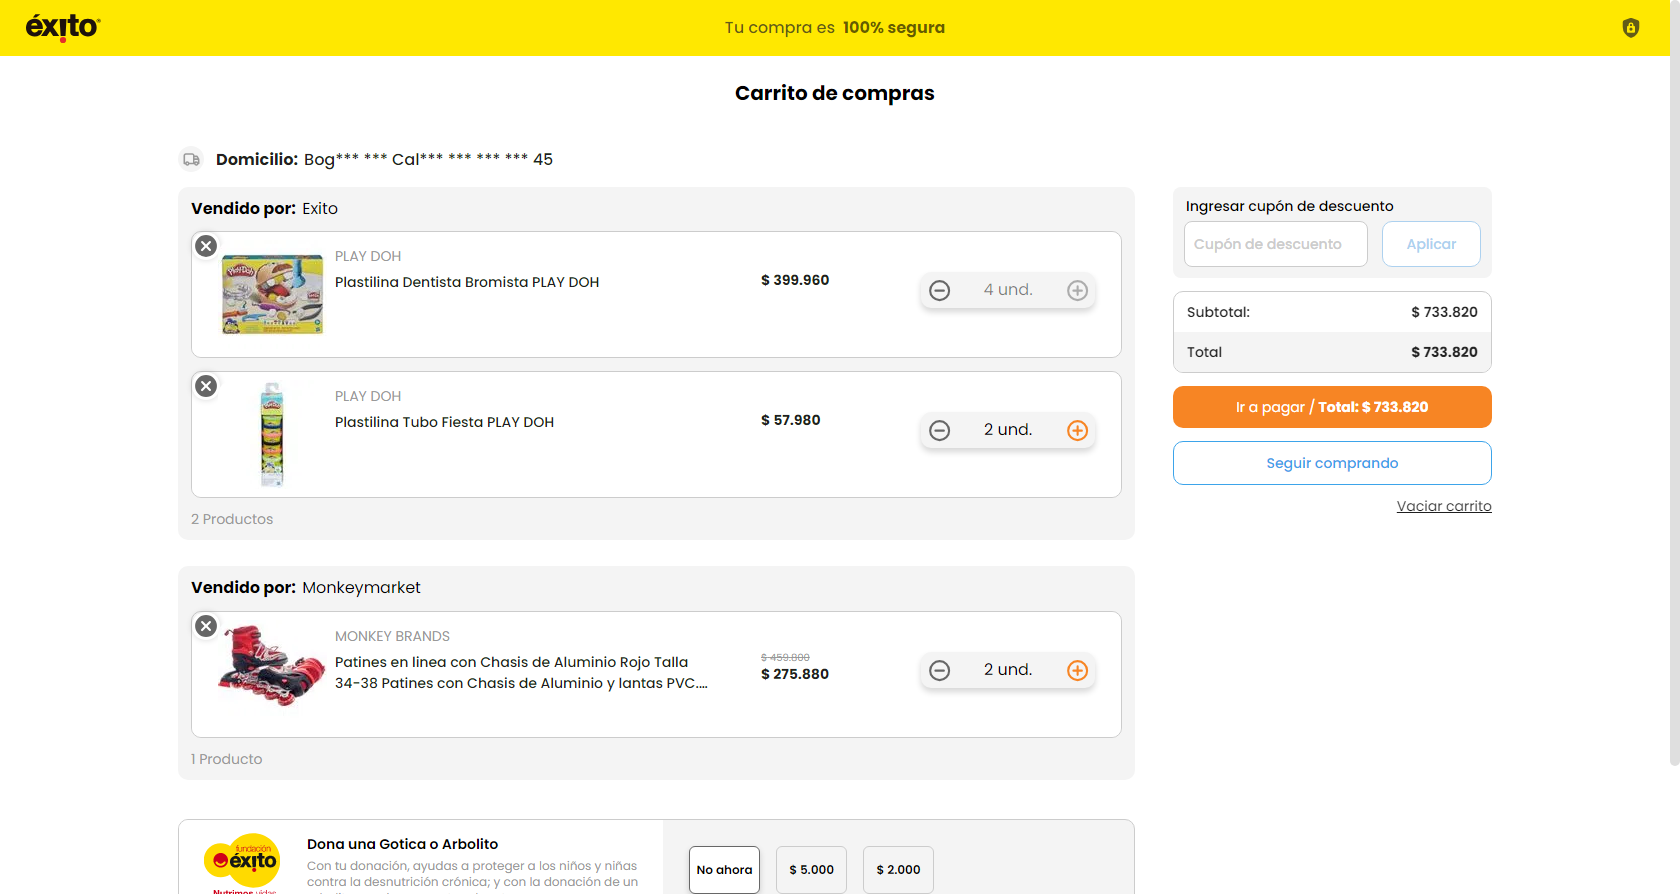 éxito
Tu compra es 100% segura
Carrito de compras
Domicilio: Bog*** *** Cal*** *** *** *** 45
Vendido por: Exito
PLAY DOH
Plastilina Dentista Bromista PLAY DOH
$ 399.960
4 und.
PLAY DOH
Plastilina Tubo Fiesta PLAY DOH
$ 57.980
2 und.
2 Productos
Vendido por: Monkeymarket
MONKEY BRANDS
Patines en linea con Chasis de Aluminio Rojo Talla
34-38 Patines con Chasis de Aluminio y lantas PVC....
$ 459.800
$ 275.880
2 und.
1 Producto
Ingresar cupón de descuento
Cupón de descuento
Aplicar
Subtotal:
$ 733.820
Total
$ 733.820
Ir a pagar / Total: $ 733.820
Seguir comprando
Vaciar carrito
fundación
éxito
Dona una Gotica o Arbolito
Con tu donación, ayudas a proteger a los niños y niñas
contra la desnutrición crónica; y con la donación de un
No ahora
$ 5.000
$ 2.000